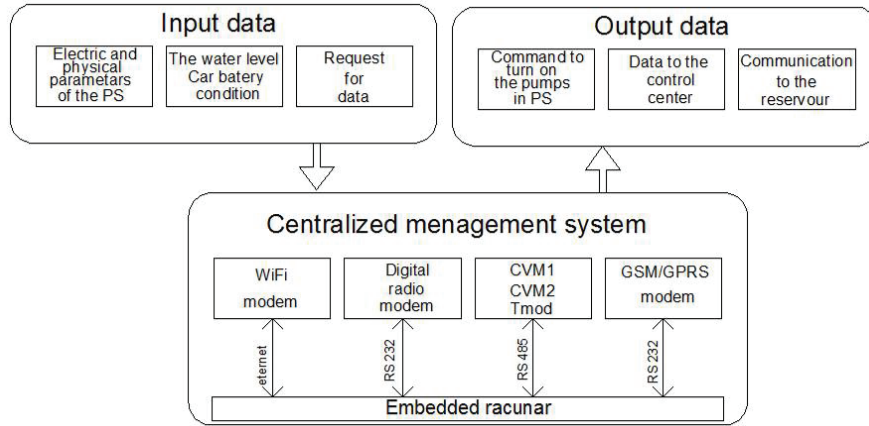 Input data
Electric and
physical
parametars
of the PS
The water level
Car batery
condition
Request
for
data
Output data
Command to
turn on
the pumps
in PS
Data to the
control
center
Communication
to the
reservour
Centralized menagement system
WiFi
modem
Digital
radio
modem
CVM1
CVM2
Tmod
GSM/GPRS
modem
eternet
RS 232
RS 485
RS 232
Embedded racunar